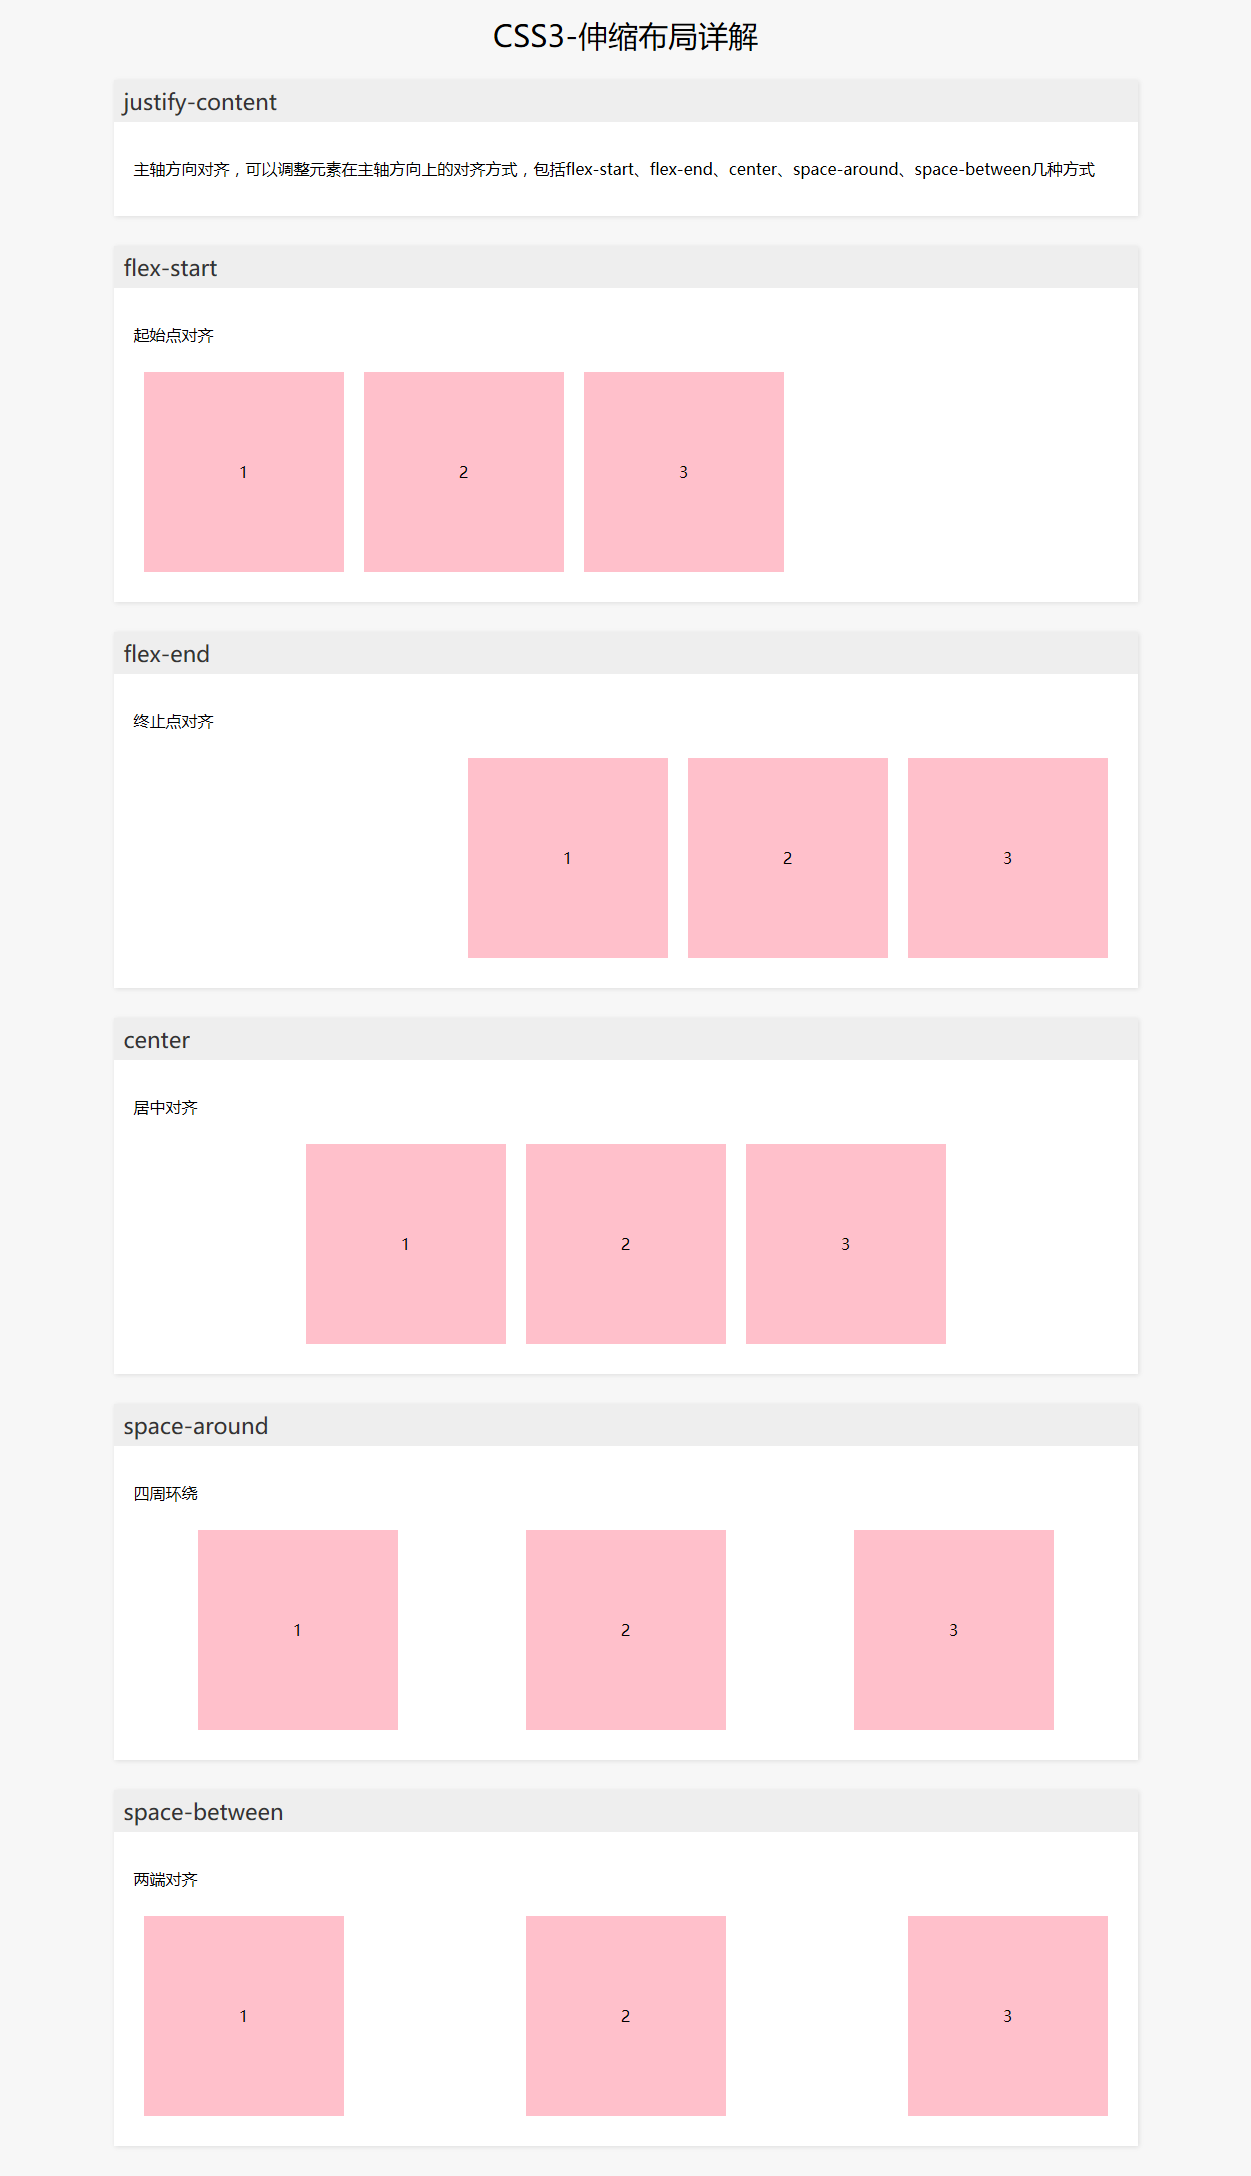 CSS3-伸缩布局详解
justify-content
主轴方向对齐，可以调整元素在主轴方向上的对齐方式，包括flex-start、flex-end、center、space-around、space-between几种方式
flex-start
起始点对齐
1 2 3
flex-end
终止点对齐
1 2 3
center
居中对齐
1 2 3
space-around
四周环绕
1 2 3
space-between
两端对齐
1 2 3